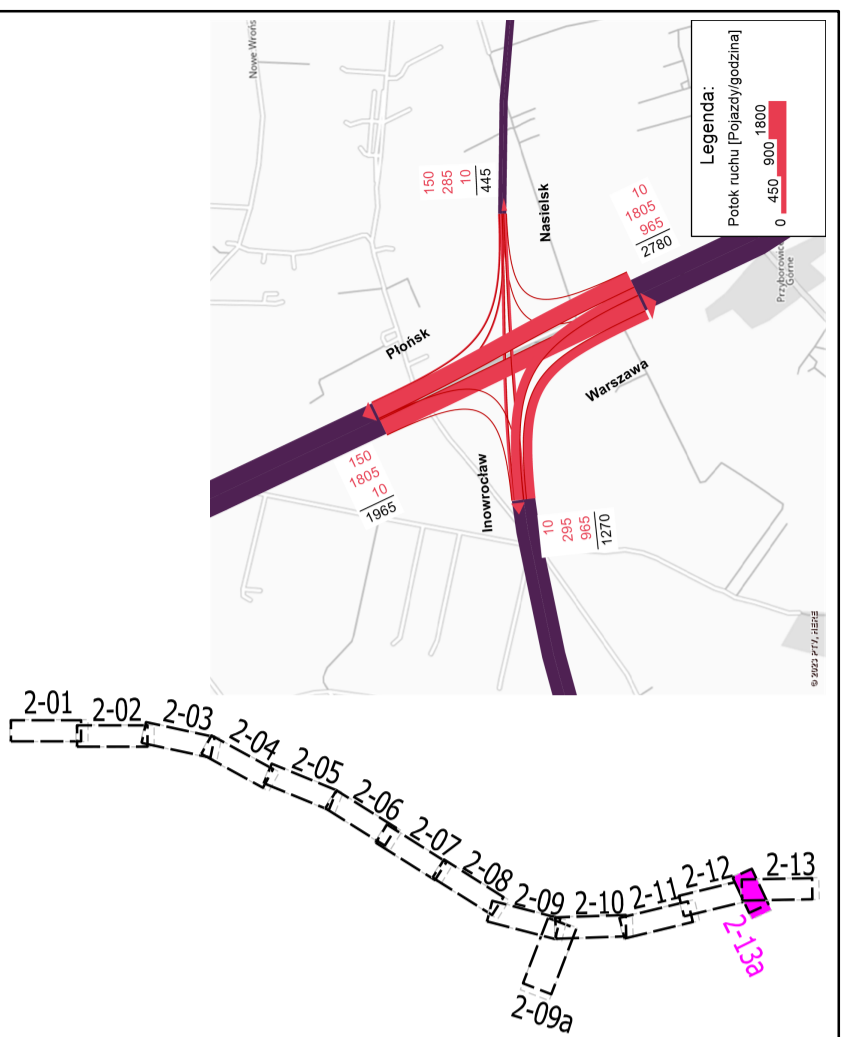 Nowe Wrońs
Legenda:
Potok ruchu [Pojazdy/godzina]
0 450 900 1800
150
285
10
445
Nasielsk
10
1805
965
2780
Przyborowice
Górne
Płońsk
Warszawa
150
1805
10
1965
Inowrocław
10
295
965
1270
© 2023 PTV, HERE
2-01
2-02
2-03
2-04
2-05
2-06
2-07
2-08
2-09
2-10
2-11
2-12
2-13
2-13a
2-09a